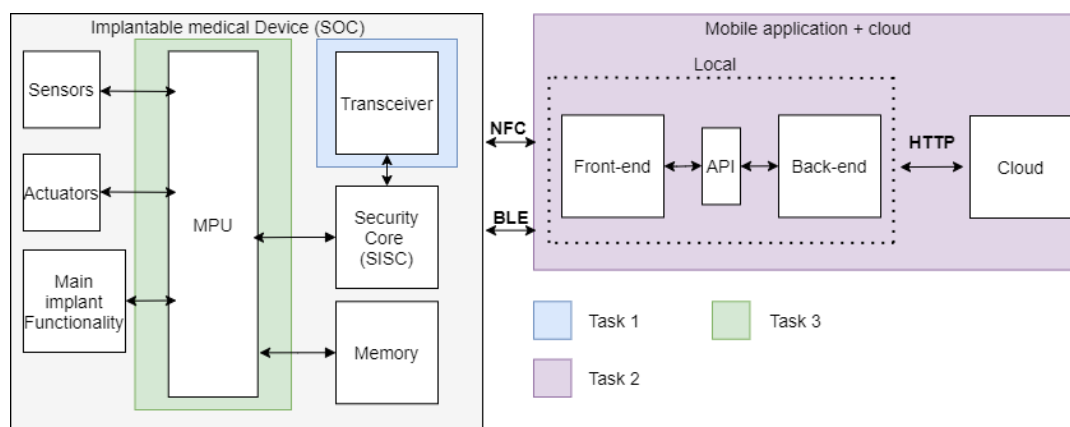 Implantable medical Device (SOC)
Sensors
Actuators
Main
implant
Functionality
MPU
Transceiver
Security
Core
(SISC)
Memory
NFC
BLE
Mobile application + cloud
Local
Front-end
API
Back-end
HTTP
Cloud
Task 1
Task 3
Task 2